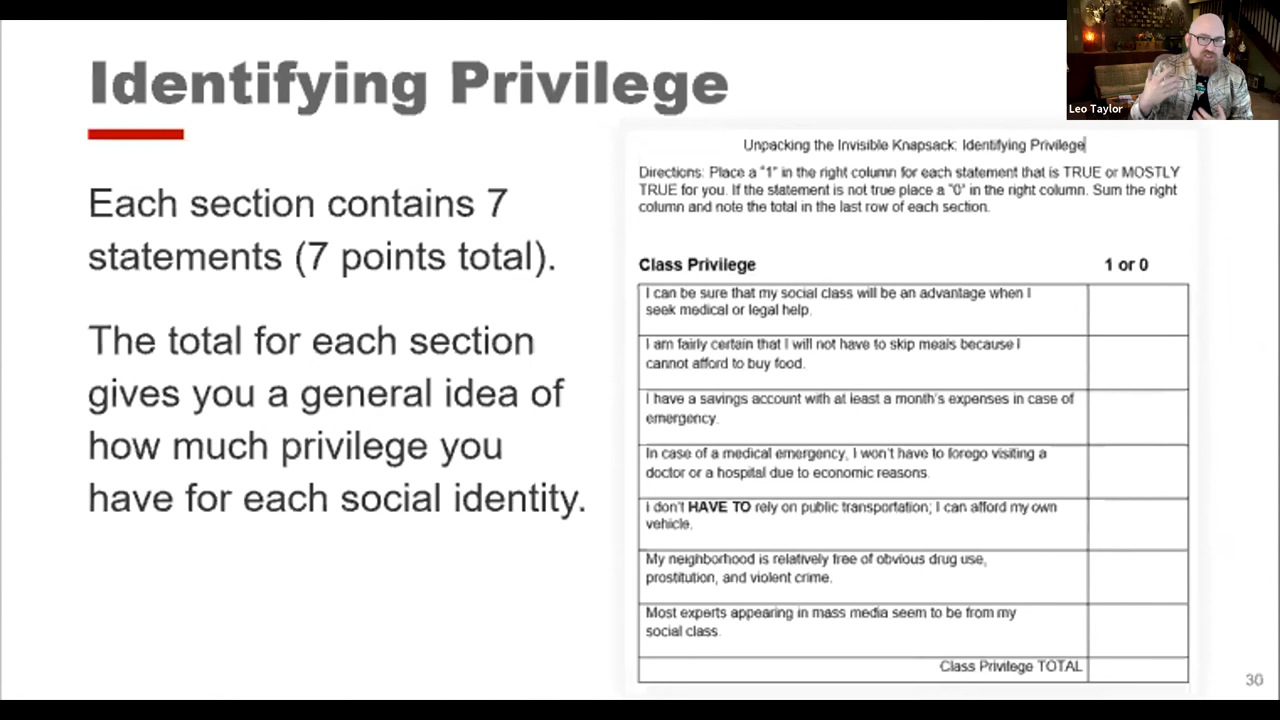 Identifying Privilege
Leo Taylor
Each section contains 7
statements (7 points total).
The total for each section
gives you a general idea of
how much privilege you
have for each social identity.
Unpacking the Invisible Knapsack: Identifying Privilege
Directions: Place a "1" in the right column for each statement that is TRUE or MOSTLY
TRUE for you. If the statement is not true place a "0" in the right column. Sum the right
column and note the total in the last row of each section.
Class Privilege 1 or 0
I can be sure that my social class will be an advantage when I
seek medical or legal help.
I am fairly certain that I will not have to skip meals because I
cannot afford to buy food.
I have a savings account with at least a month's expenses in case of
emergency.
In case of a medical emergency, I won't have to forego visiting a
doctor or a hospital due to economic reasons.
I don't HAVE TO rely on public transportation; I can afford my own
vehicle.
My neighborhood is relatively free of obvious drug use,
prostitution, and violent crime.
Most experts appearing in mass media seem to be from my
social class.
Class Privilege TOTAL
30